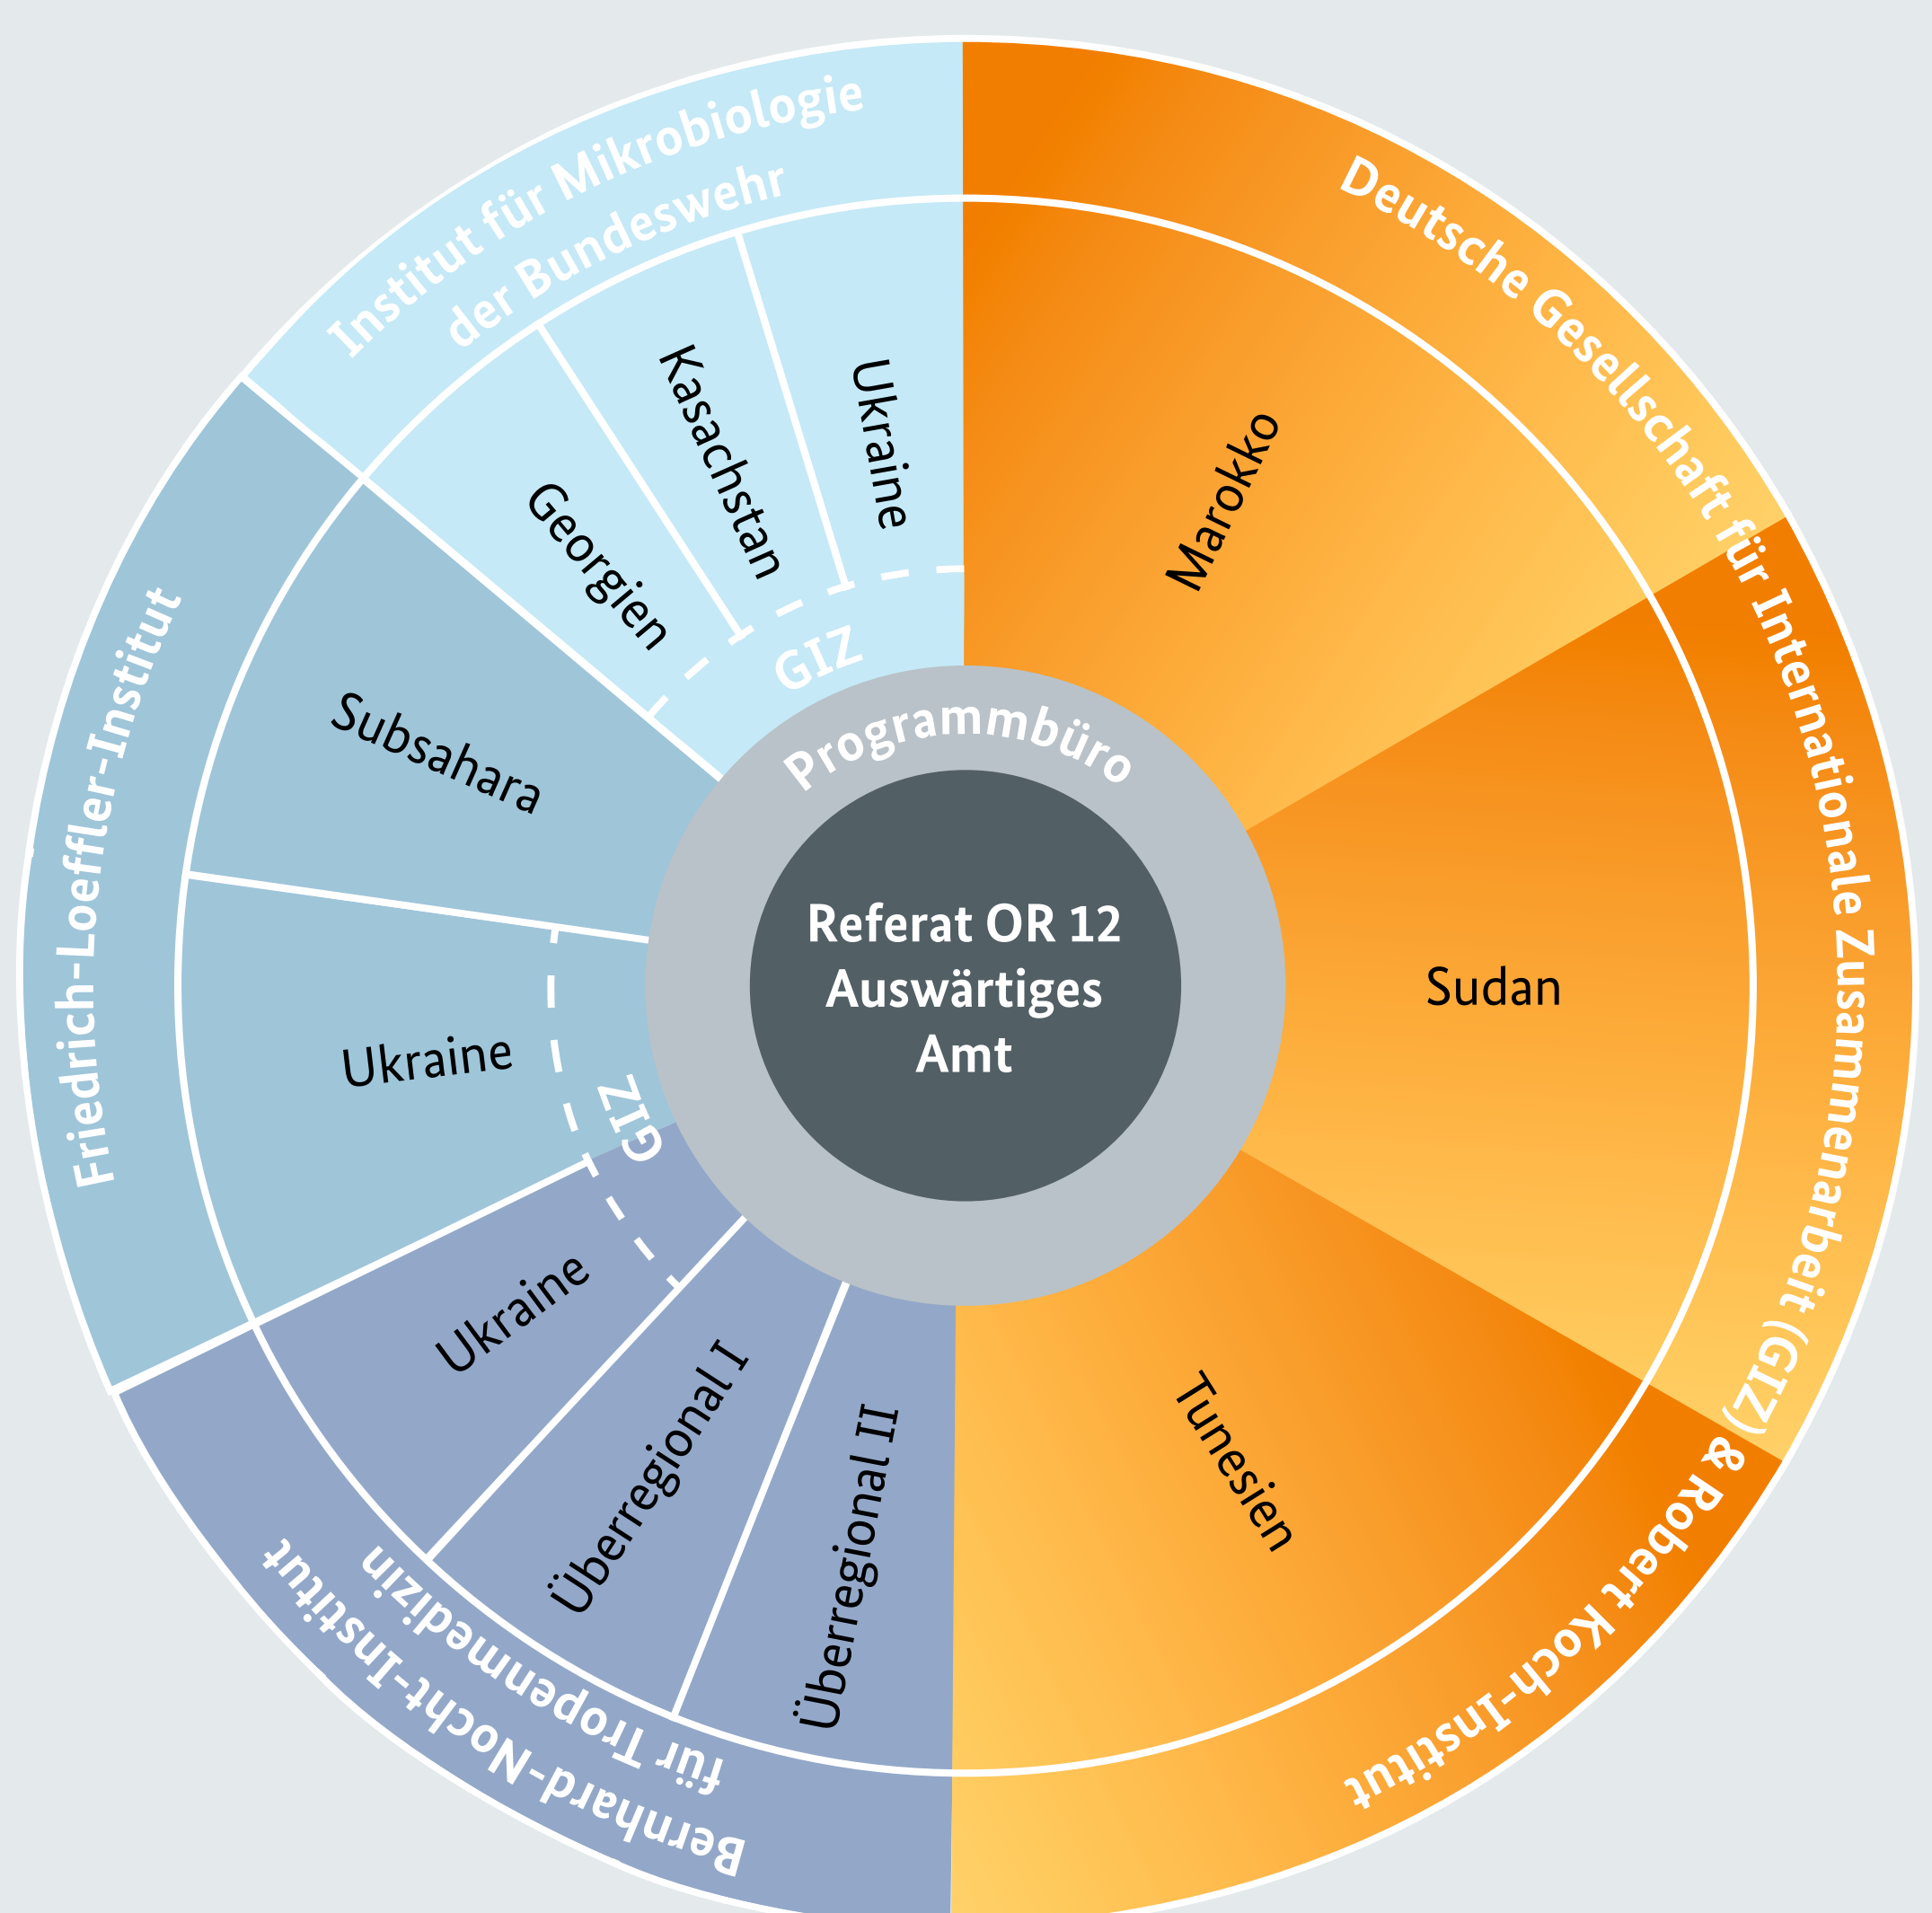 Institut für Mikrobiologie
der Bundeswehr
Georgien
Kasachstan
Ukraine
GIZ
Deutsche Gesellschaft für Internationale Zusammenarbeit (GIZ) & Robert Koch-Institut
Marokko
Sudan
Tunesien
Bernhard-Nocht-Institut
für Tropenmedizin
Überregional II
Überregional I
Ukraine
GIZ
Friedrich-Loeffler-Institut
Ukraine
Subsahara
Programmbüro
Referat OR 12
Auswärtiges
Amt